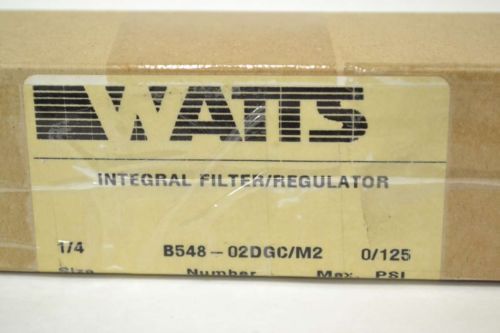 WATTS
INTEGRAL FILTER/REGULATOR
1/4 B548-02DGC/M2 0/125
Size Number Max. PSI